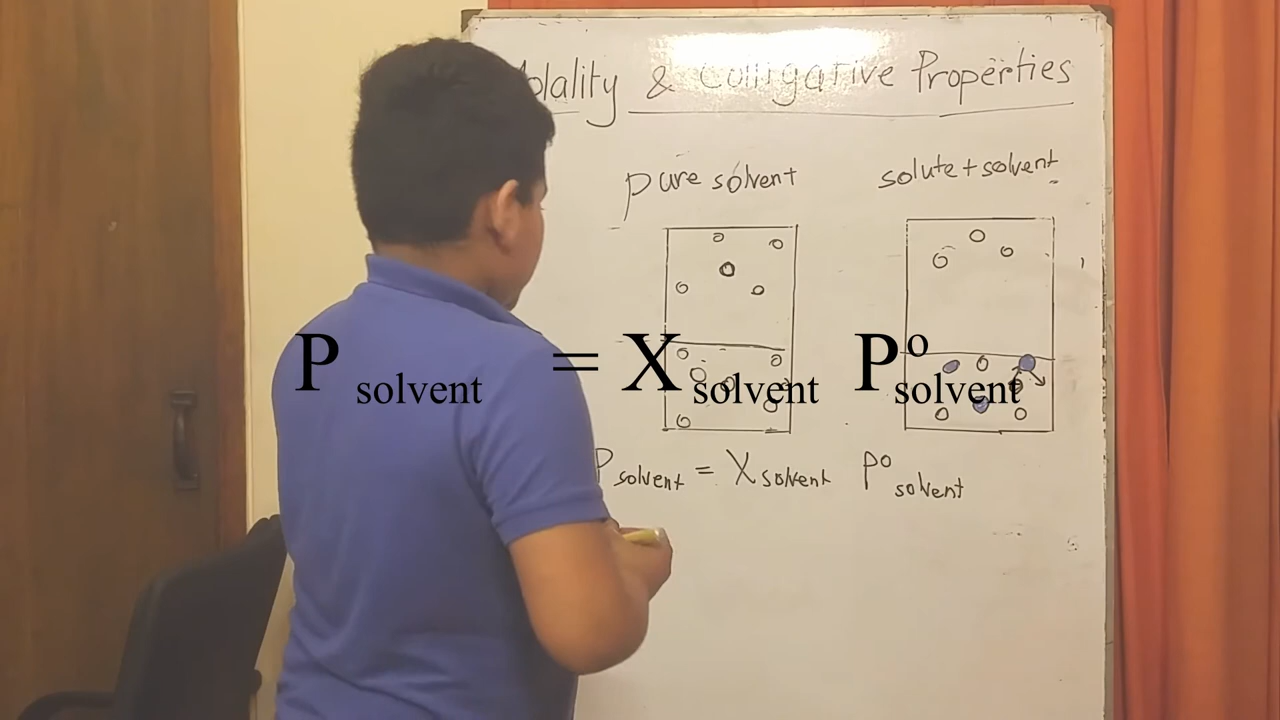 olality & Colligative Properties
pure solvent
solute + solvent
P solvent = X solvent P° solvent
P solvent = X solvent P° solvent